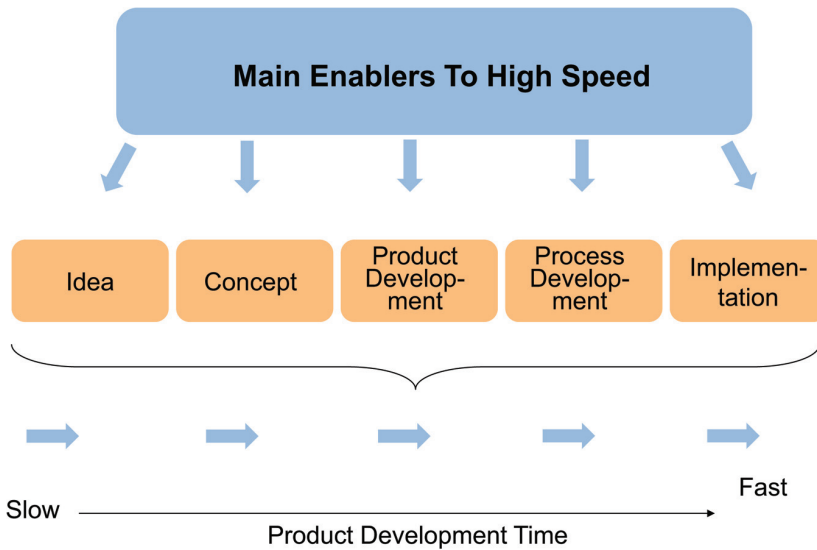 Main Enablers To High Speed
Idea
Concept
Product
Develop-
ment
Process
Develop-
ment
Implemen-
tation
Fast
Slow
Product Development Time